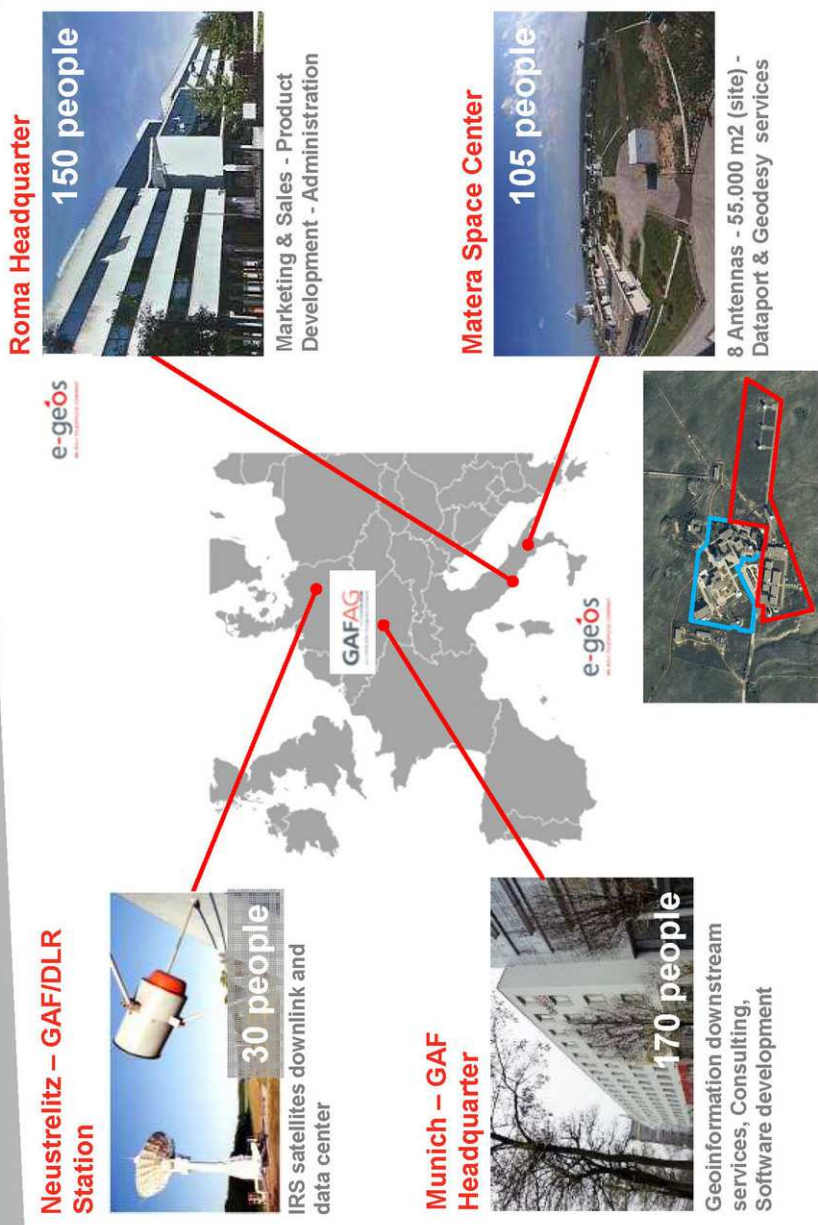 Neustrelitz – GAF/DLR
Station
30 people
IRS satellites downlink and
data center
Munich – GAF
Headquarter
170 people
Geoinformation downstream
services, Consulting,
Software development
GAFAG
e-geos
e-geos
Roma Headquarter
150 people
Marketing & Sales - Product
Development - Administration
Matera Space Center
105 people
8 Antennas - 55.000 m2 (site) -
Dataport & Geodesy services